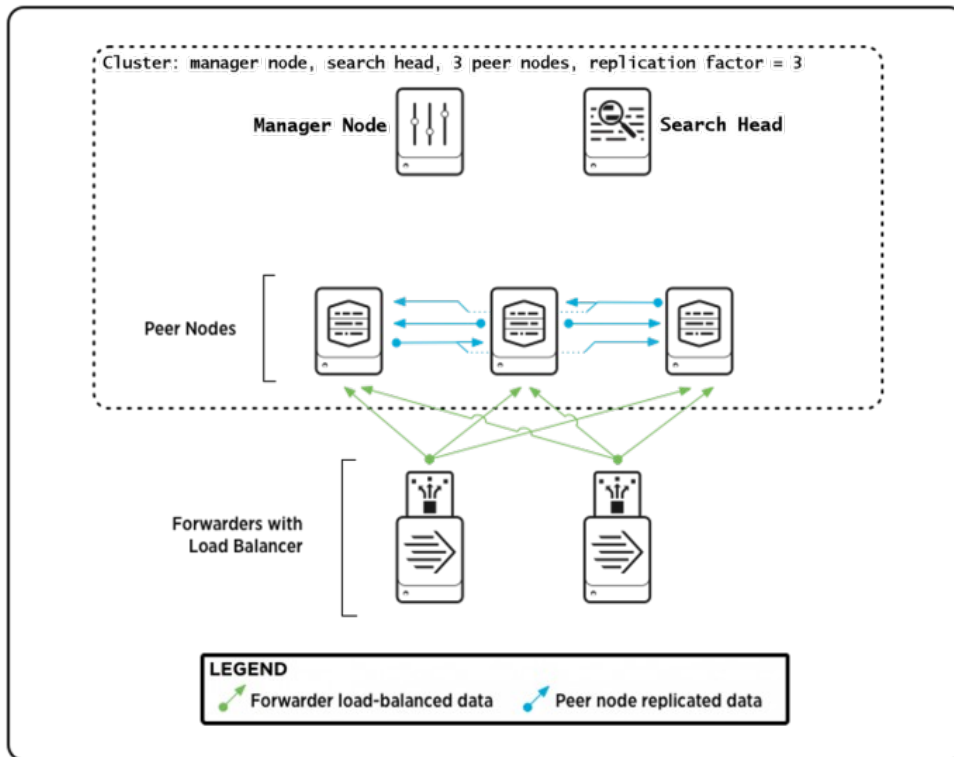 Cluster: manager node, search head, 3 peer nodes, replication factor = 3
Manager Node
Search Head
Peer Nodes
Forwarders with
Load Balancer
LEGEND
Forwarder load-balanced data
Peer node replicated data